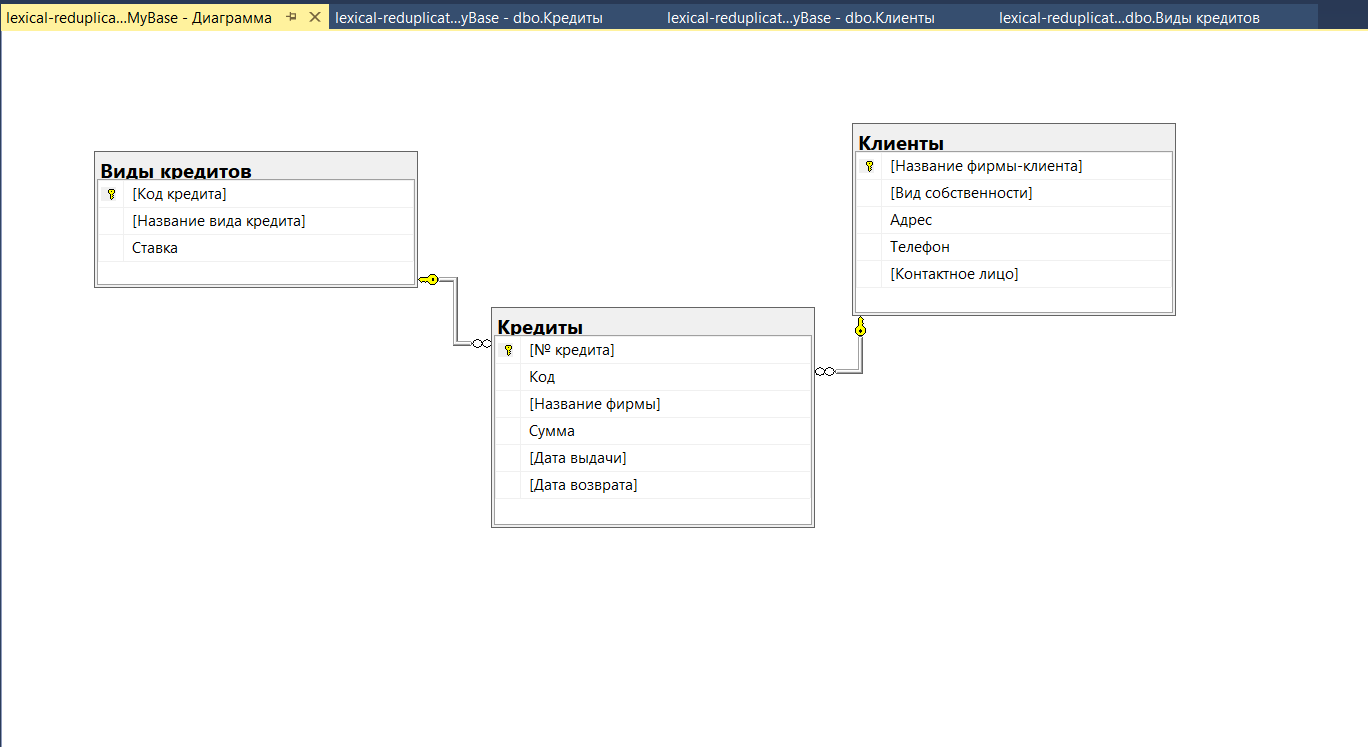 lexical-reduplica...MyBase - Диаграмма
lexical-reduplicat...yBase - dbo.Кредиты
lexical-reduplicat...yBase - dbo.Клиенты
lexical-reduplicat...dbo.Виды кредитов
Виды кредитов
[Код кредита]
[Название вида кредита]
Ставка
Клиенты
[Название фирмы-клиента]
[Вид собственности]
Адрес
Телефон
[Контактное лицо]
Кредиты
[№ кредита]
Код
[Название фирмы]
Сумма
[Дата выдачи]
[Дата возврата]